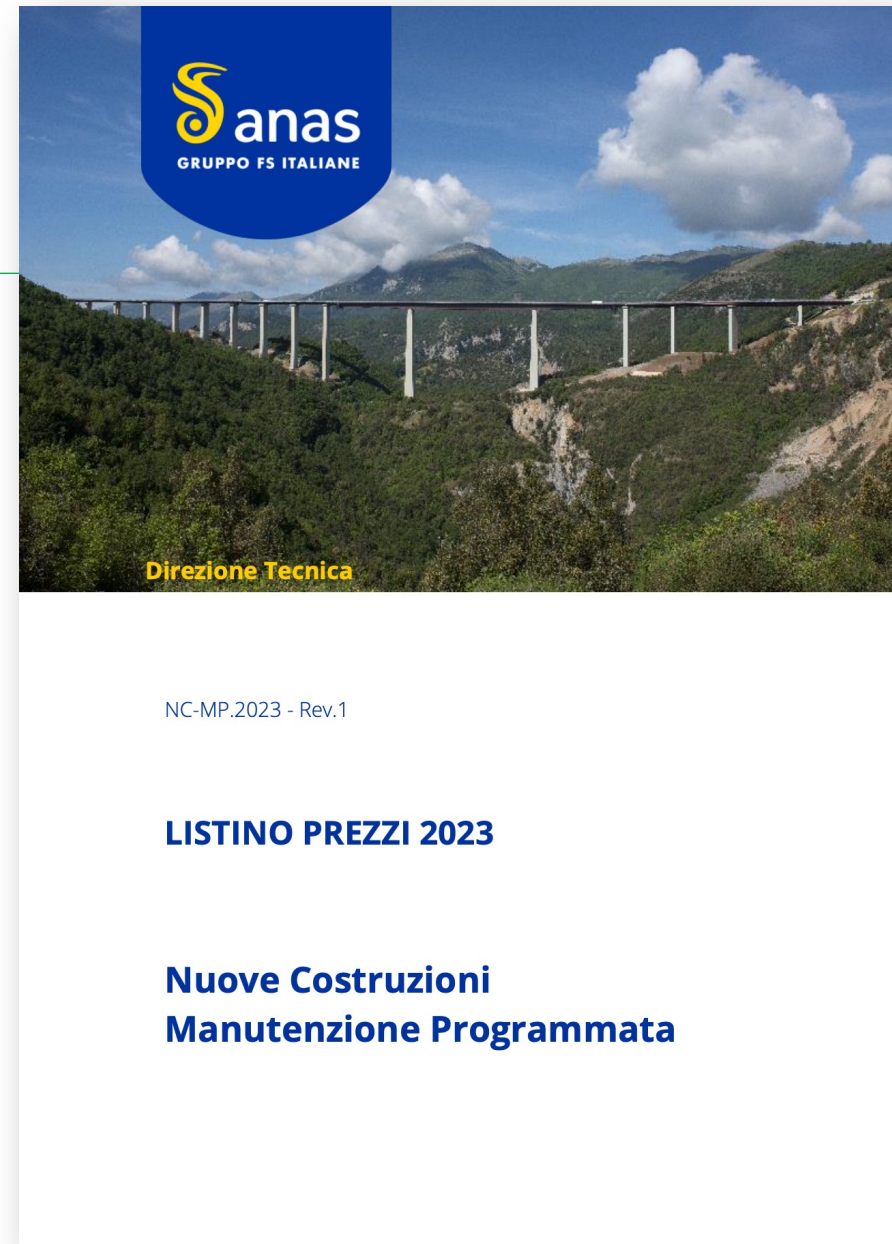 anas
GRUPPO FS ITALIANE
Direzione Tecnica
NC-MP.2023 - Rev.1
LISTINO PREZZI 2023
Nuove Costruzioni
Manutenzione Programmata